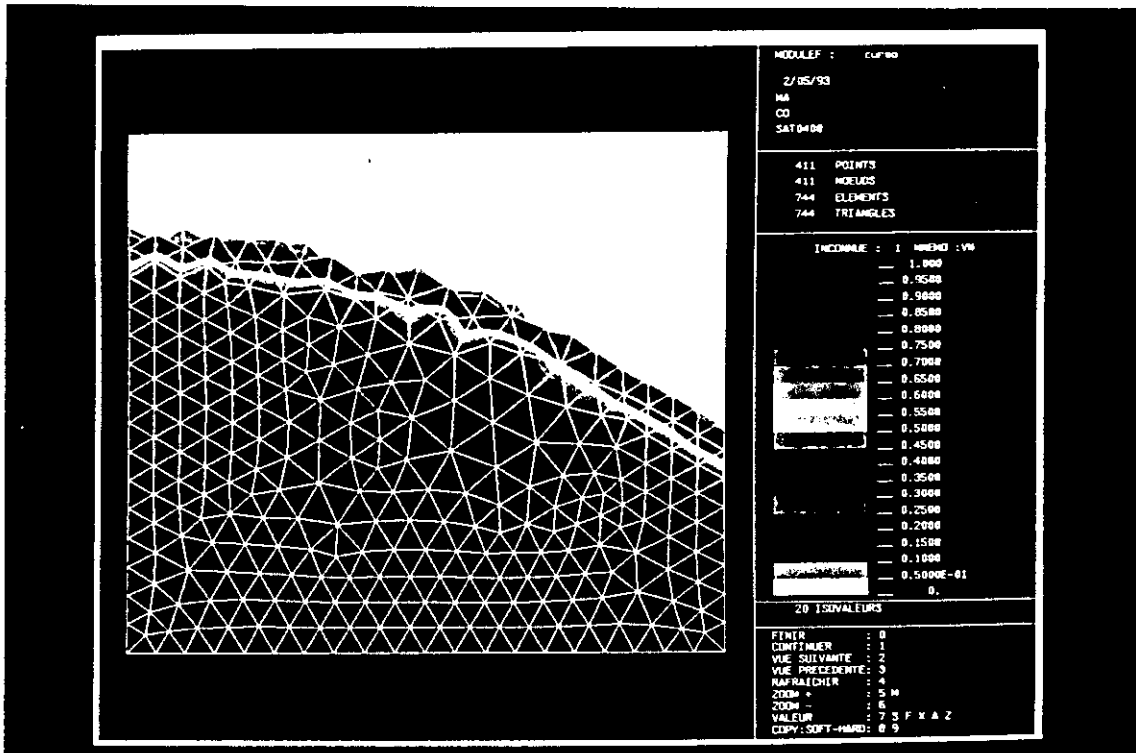 MODULEF :
2/05/93
MA
CO
SAT0400
411 POINTS
411 NOEUDS
744 ELEMENTS
744 TRIANGLES
INCONNUE : 1 MNEMO :VN
1.000
0.9500
0.9000
0.8500
0.8000
0.7500
0.7000
0.6500
0.6000
0.5500
0.5000
0.4500
0.4000
0.3500
0.3000
0.2500
0.2000
0.1500
0.1000
0.5000E-01
0.
20 ISOVALEURS
FINIR : 0
CONTINUER : 1
VUE SUIVANTE : 2
VUE PRECEDENTE: 3
RAFRAICHIR : 4
ZOOM + : 5 M
ZOOM - : 6
VALEUR : 7 S F X A Z
COPY:SOFT-HARD: 8 9